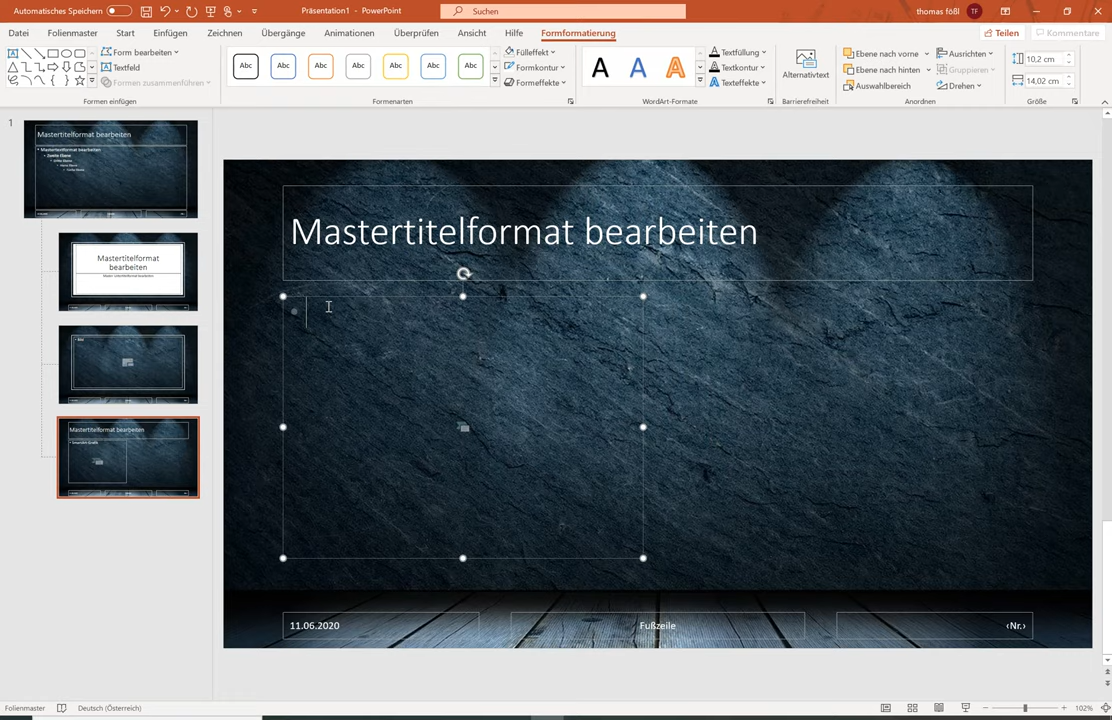 Automatisches Speichern
Präsentation1 - PowerPoint
Suchen
thomas fößl
TF
Datei
Folienmaster
Start
Einfügen
Zeichnen
Übergänge
Animationen
Überprüfen
Ansicht
Hilfe
Formformatierung
Teilen
Kommentare
Form bearbeiten
Textfeld
Formen zusammenführen
Formen einfügen
Abc
Abc
Abc
Abc
Abc
Abc
Abc
Fülleffekt
Formkontur
Formeffekte
Formenarten
A
A
A
Textfüllung
Textkontur
Texteffekte
WordArt-Formate
Alternativtext
Barrierefreiheit
Ebene nach vorne
Ebene nach hinten
Auswahlbereich
Ausrichten
Gruppieren
Drehen
Anordnen
10,2 cm
14,02 cm
Größe
1
Mastertitelformat bearbeiten
Mastertextformat bearbeiten
Zweite Ebene
Mastertitelformat
bearbeiten
Mastertitelformat bearbeiten
Mastertitelformat bearbeiten
11.06.2020
Fußzeile
‹Nr.›
Folienmaster
Deutsch (Österreich)
102%